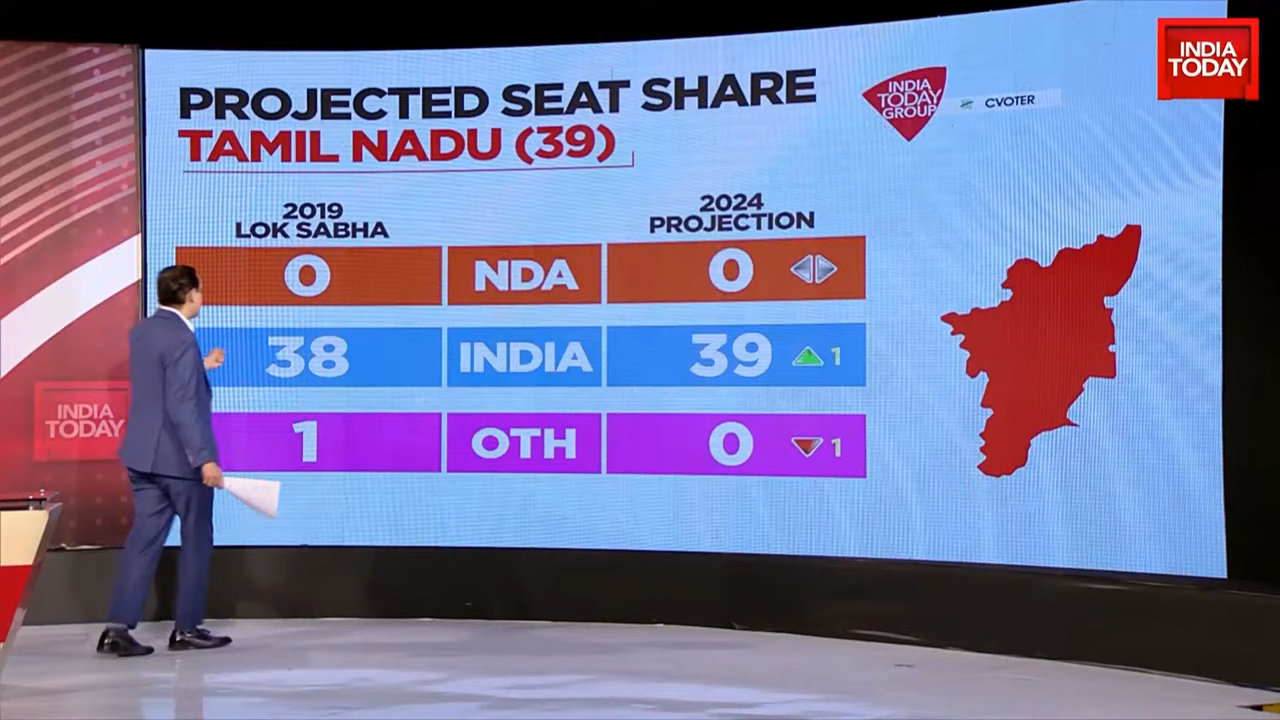 INDIA
TODAY
PROJECTED SEAT SHARE
TAMIL NADU (39)
INDIA
TODAY
GROUP
CVOTER
2019
LOK SABHA
2024
PROJECTION
0 NDA 0
38 INDIA 39 1
1 OTH 0 1
INDIA
TODAY